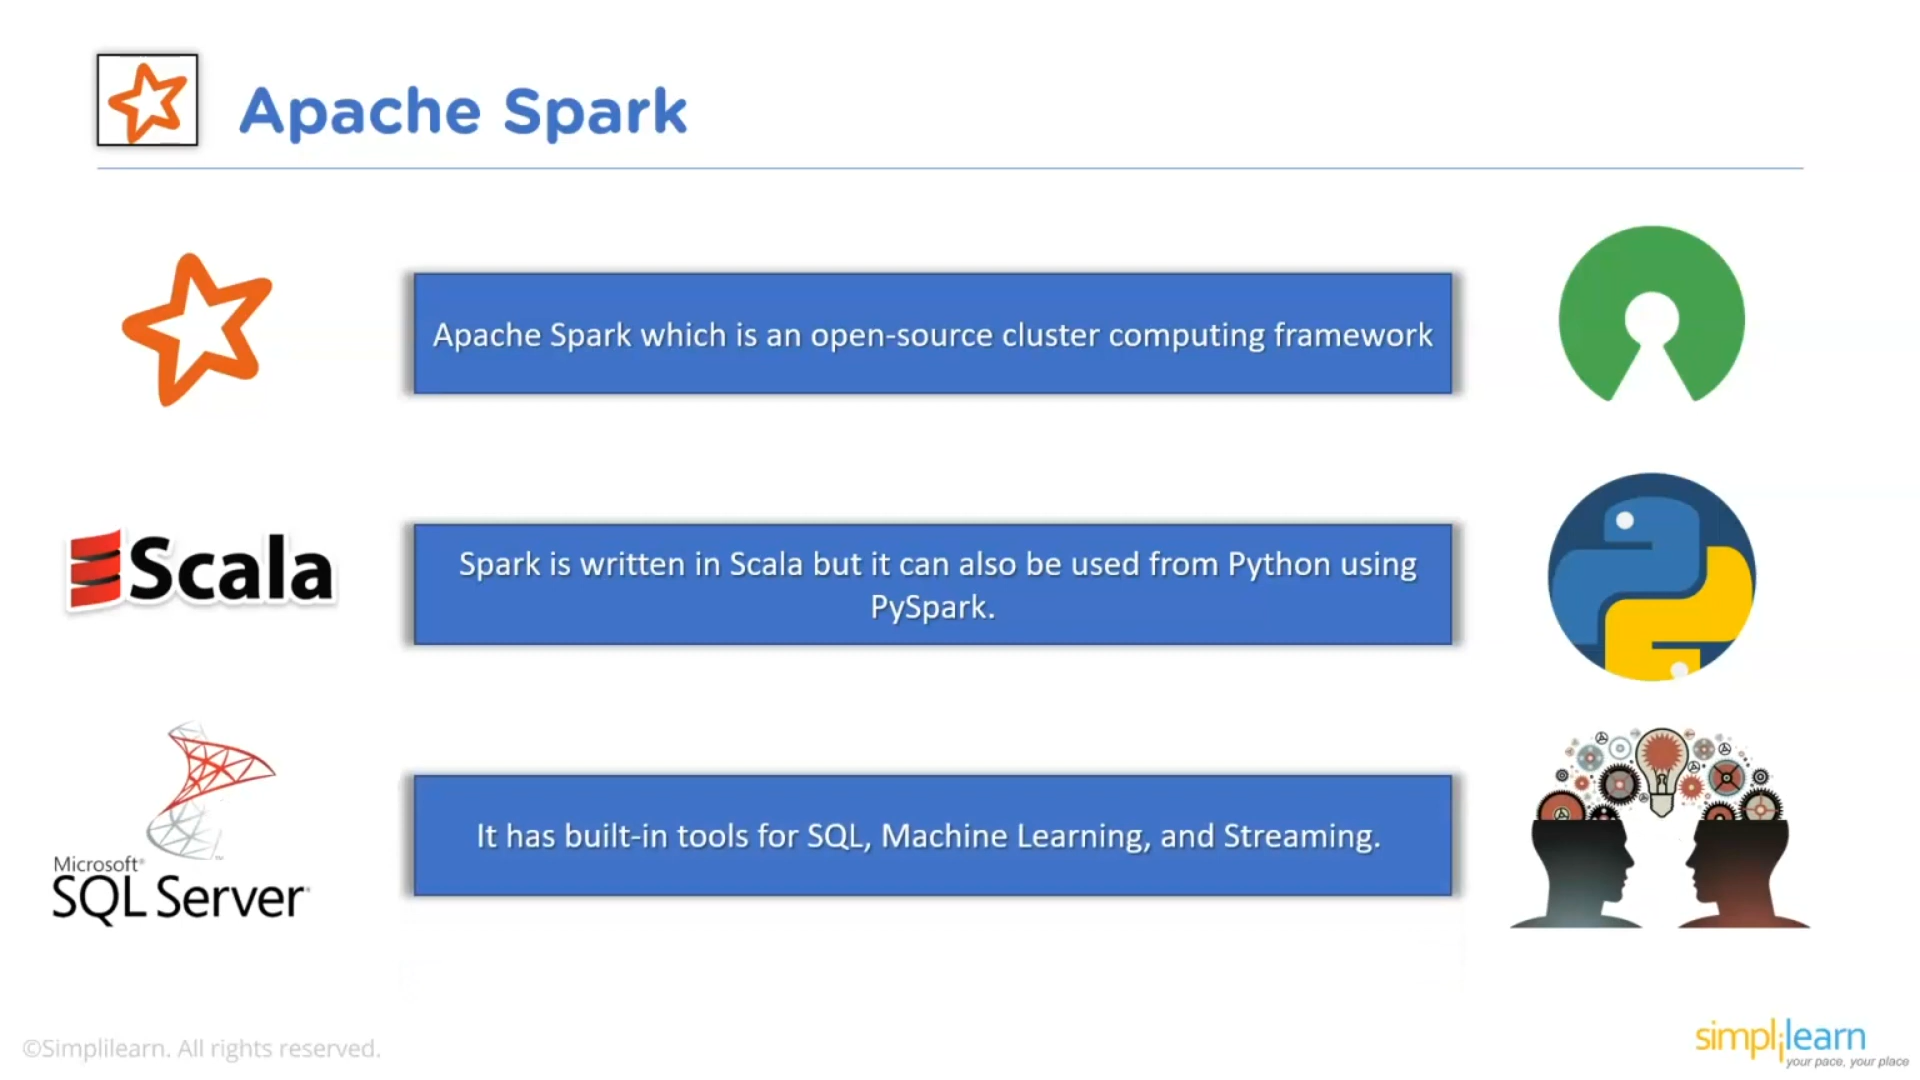 Apache Spark
Apache Spark which is an open-source cluster computing framework
Scala
Spark is written in Scala but it can also be used from Python using
PySpark.
Microsoft®
SQL Server®
It has built-in tools for SQL, Machine Learning, and Streaming.
©Simplilearn. All rights reserved.
simplilearn
your pace, your place